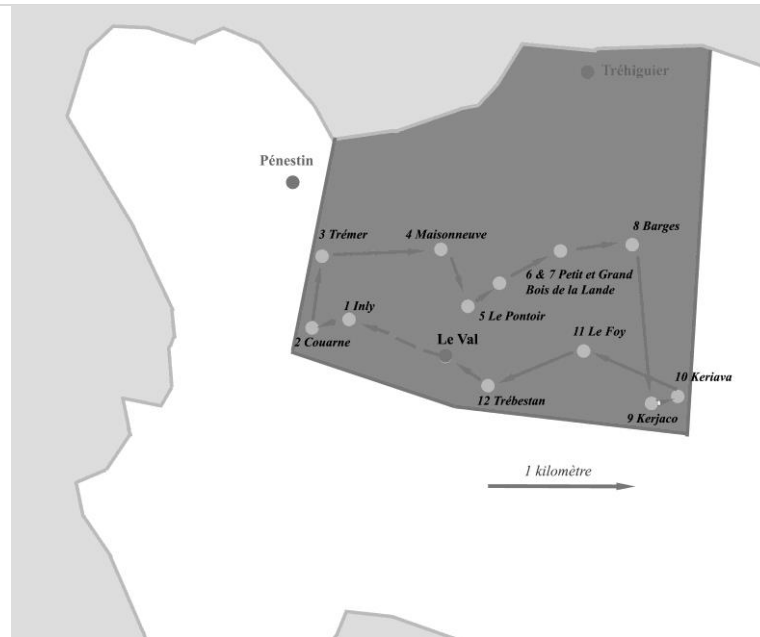 Tréhiguier
Pénestin
3 Trémer
4 Maisonneuve
8 Barges
6 & 7 Petit et Grand
Bois de la Lande
1 Inly
5 Le Pontoir
2 Couarne
Le Val
11 Le Foy
10 Keriava
12 Trébestan
9 Kerjaco
1 kilomètre